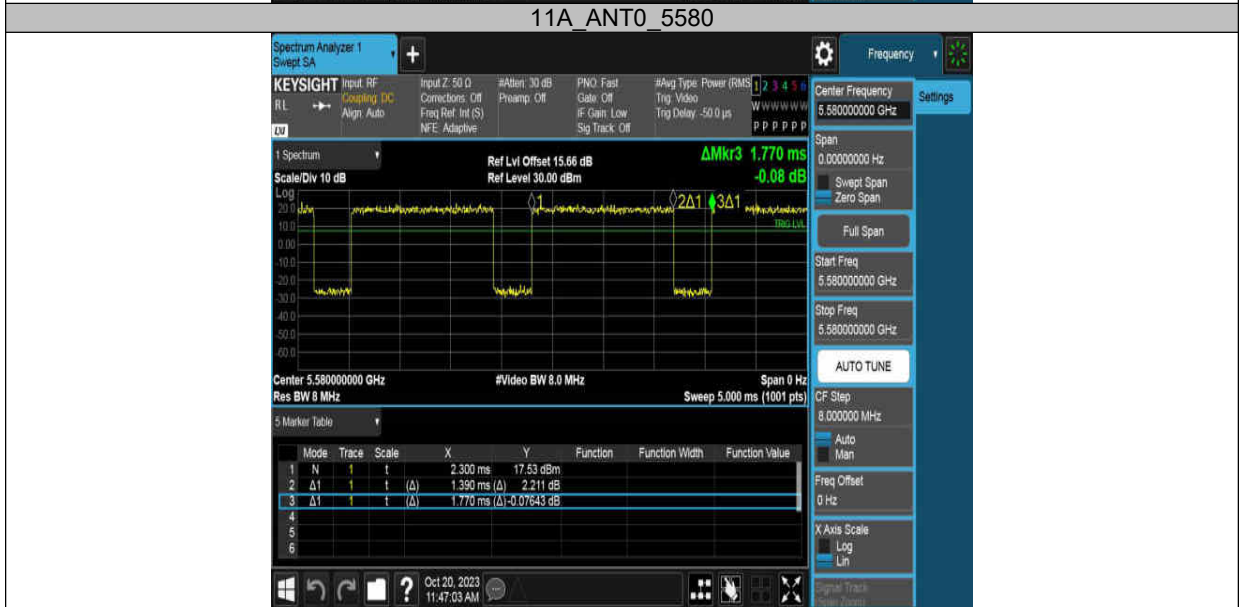 11A_ANT0_5580
Spectrum Analyzer 1
Swept SA
+
Frequency
KEYSIGHT
RL
LXI
Input: RF
Coupling: DC
Align: Auto
Input Z: 50 Ω
Corrections: Off
Freq Ref: Int (S)
NFE: Adaptive
#Atten: 30 dB
Preamp: Off
PNO: Fast
Gate: Off
IF Gain: Low
Sig Track: Off
#Avg Type: Power (RMS
Trig: Video
Trig Delay: -50.0 µs
1 2 3 4 5 6
W W W W W W
P P P P P P
Center Frequency
5.580000000 GHz
Settings
Span
0.00000000 Hz
Swept Span
Zero Span
Full Span
Start Freq
5.580000000 GHz
Stop Freq
5.580000000 GHz
AUTO TUNE
CF Step
8.000000 MHz
Auto
Man
Freq Offset
0 Hz
X Axis Scale
Log
Lin
Signal Track
(Span Zoom)
1 Spectrum
Scale/Div 10 dB
Ref Lvl Offset 15.66 dB
Ref Level 30.00 dBm
ΔMkr3 1.770 ms
-0.08 dB
Log
20.0
10.0
0.00
-10.0
-20.0
-30.0
-40.0
-50.0
-60.0
1
2Δ1
3Δ1
TRIG LVL
Center 5.580000000 GHz
#Video BW 8.0 MHz
Span 0 Hz
Res BW 8 MHz
Sweep 5.000 ms (1001 pts)
5 Marker Table
Mode Trace Scale X Y Function Function Width Function Value
1 N 1 t 2.300 ms 17.53 dBm
2 Δ1 1 t (Δ) 1.390 ms (Δ) 2.211 dB
3 Δ1 1 t (Δ) 1.770 ms (Δ) -0.07643 dB
4
5
6
?
Oct 20, 2023
11:47:03 AM